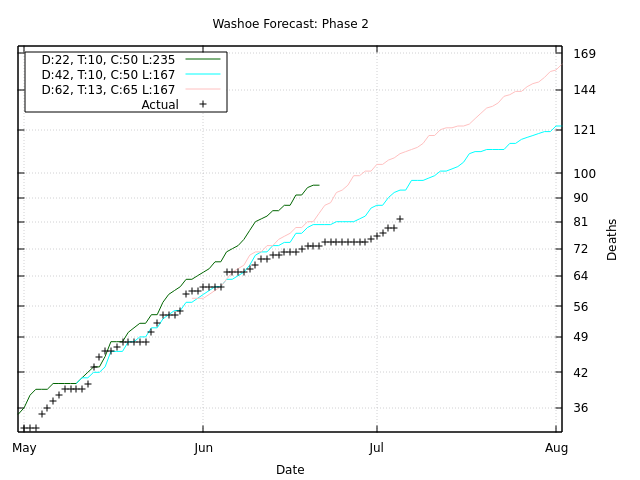 Washoe Forecast: Phase 2
D:22, T:10, C:50 L:235
D:42, T:10, C:50 L:167
D:62, T:13, C:65 L:167
Actual
169
144
121
100
90
81
72
64
56
49
42
36
Deaths
May
Jun
Jul
Aug
Date